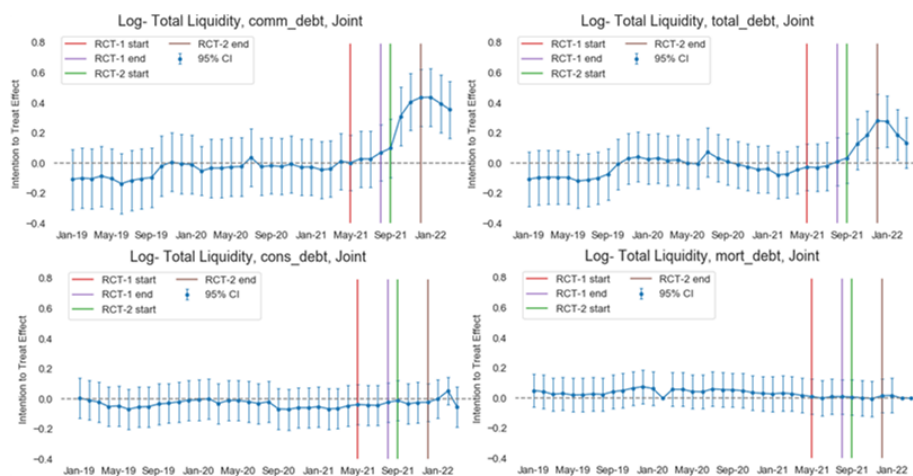 Log- Total Liquidity, comm_debt, Joint
RCT-1 start
RCT-2 end
RCT-1 end
95% CI
RCT-2 start
Intention to Treat Effect
0.8
0.6
0.4
0.2
0.0
−0.2
−0.4
Jan-19 May-19 Sep-19 Jan-20 May-20 Sep-20 Jan-21 May-21 Sep-21 Jan-22
Log- Total Liquidity, total_debt, Joint
RCT-1 start
RCT-2 end
RCT-1 end
95% CI
RCT-2 start
Intention to Treat Effect
0.8
0.6
0.4
0.2
0.0
−0.2
−0.4
Jan-19 May-19 Sep-19 Jan-20 May-20 Sep-20 Jan-21 May-21 Sep-21 Jan-22
Log- Total Liquidity, cons_debt, Joint
RCT-1 start
RCT-2 end
RCT-1 end
95% CI
RCT-2 start
Intention to Treat Effect
0.8
0.6
0.4
0.2
0.0
−0.2
−0.4
Jan-19 May-19 Sep-19 Jan-20 May-20 Sep-20 Jan-21 May-21 Sep-21 Jan-22
Log- Total Liquidity, mort_debt, Joint
RCT-1 start
RCT-2 end
RCT-1 end
95% CI
RCT-2 start
Intention to Treat Effect
0.8
0.6
0.4
0.2
0.0
−0.2
−0.4
Jan-19 May-19 Sep-19 Jan-20 May-20 Sep-20 Jan-21 May-21 Sep-21 Jan-22